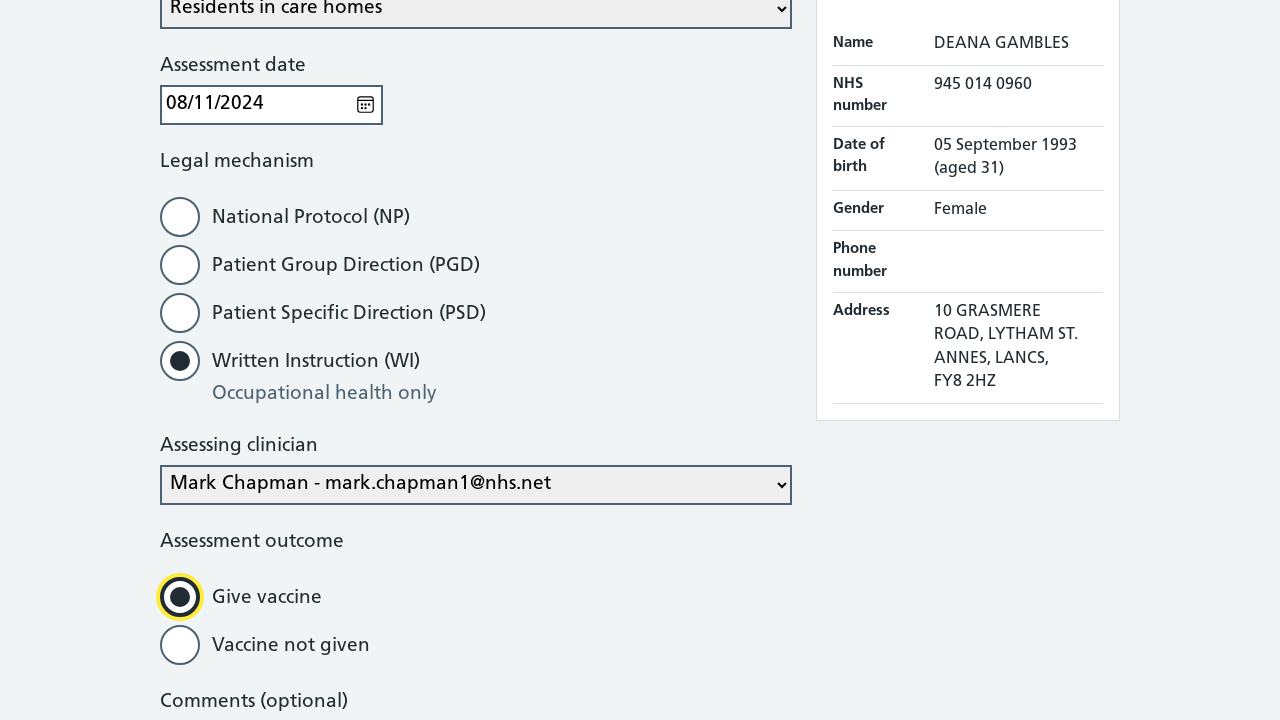 Residents in care homes
Assessment date
08/11/2024
Legal mechanism
National Protocol (NP)
Patient Group Direction (PGD)
Patient Specific Direction (PSD)
Written Instruction (WI)
Occupational health only
Assessing clinician
Mark Chapman - mark.chapman1@nhs.net
Assessment outcome
Give vaccine
Vaccine not given
Comments (optional)
Name DEANA GAMBLES
NHS number 945 014 0960
Date of birth 05 September 1993
(aged 31)
Gender Female
Phone number
Address 10 GRASMERE
ROAD, LYTHAM ST.
ANNES, LANCS,
FY8 2HZ